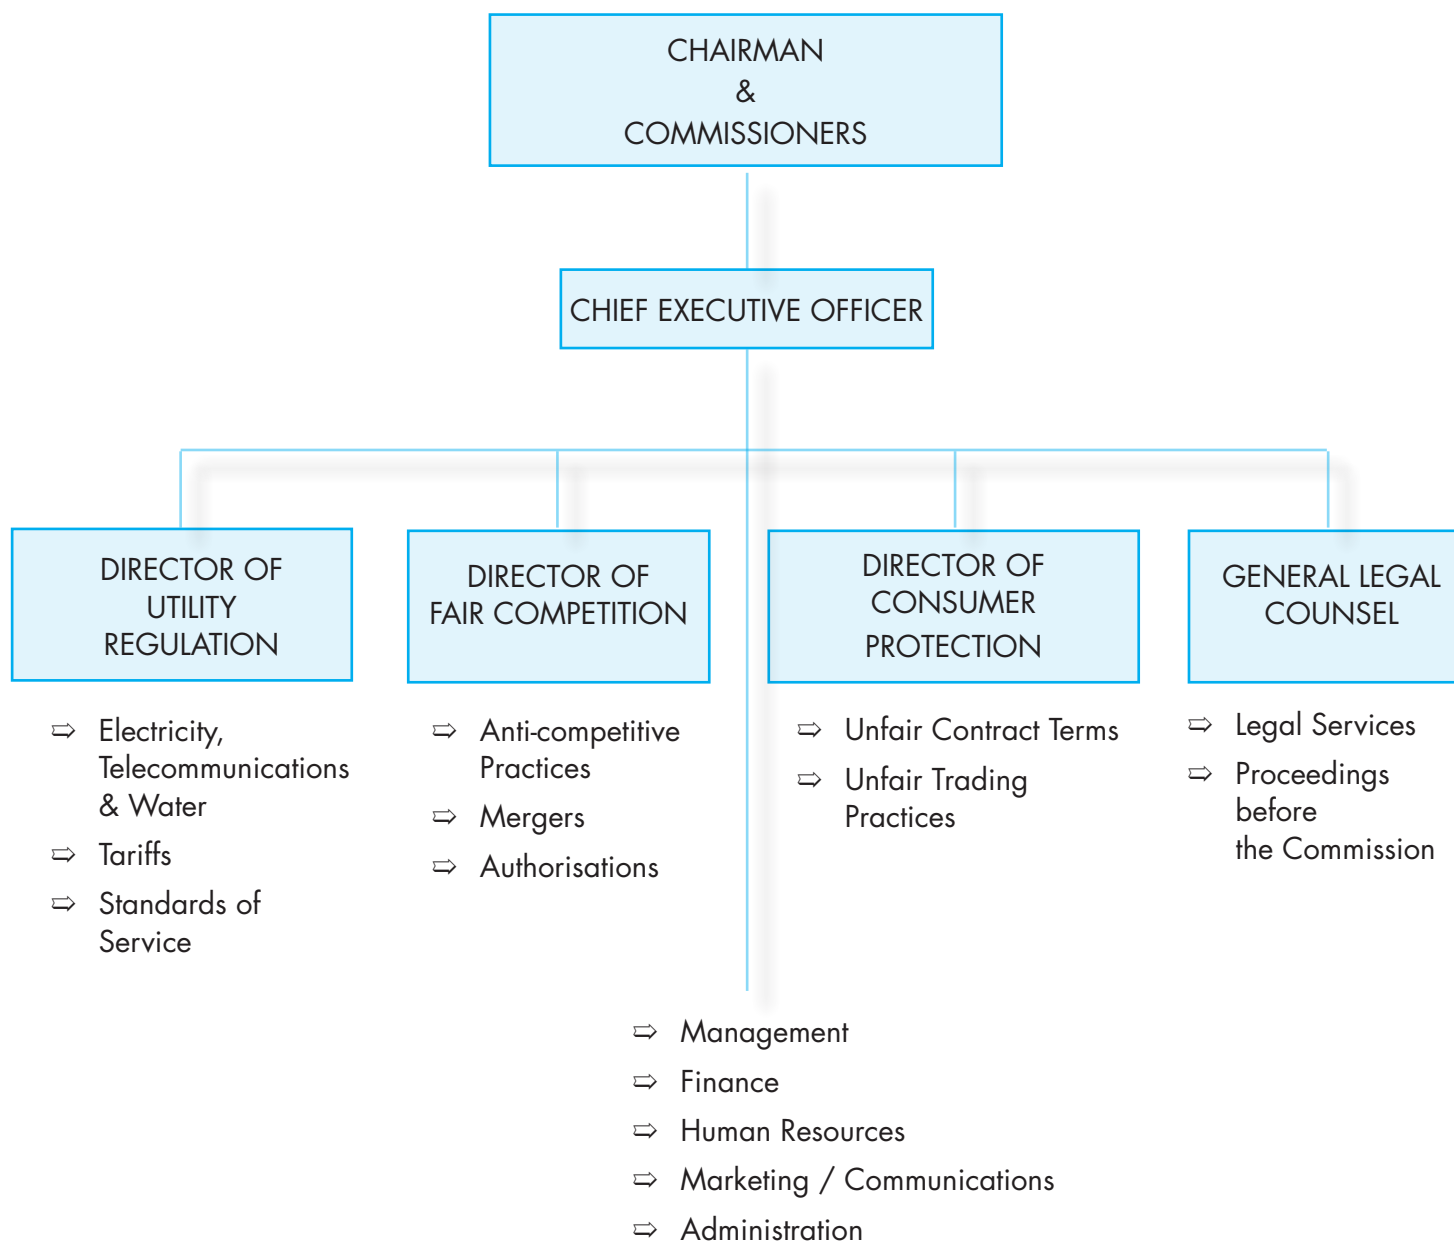 CHAIRMAN
&
COMMISSIONERS
CHIEF EXECUTIVE OFFICER
DIRECTOR OF
UTILITY
REGULATION
⇨ Electricity,
Telecommunications
& Water
⇨ Tariffs
⇨ Standards of
Service
DIRECTOR OF
FAIR COMPETITION
⇨ Anti-competitive
Practices
⇨ Mergers
⇨ Authorisations
DIRECTOR OF
CONSUMER
PROTECTION
⇨ Unfair Contract Terms
⇨ Unfair Trading
Practices
GENERAL LEGAL
COUNSEL
⇨ Legal Services
⇨ Proceedings
before
the Commission
⇨ Management
⇨ Finance
⇨ Human Resources
⇨ Marketing / Communications
⇨ Administration